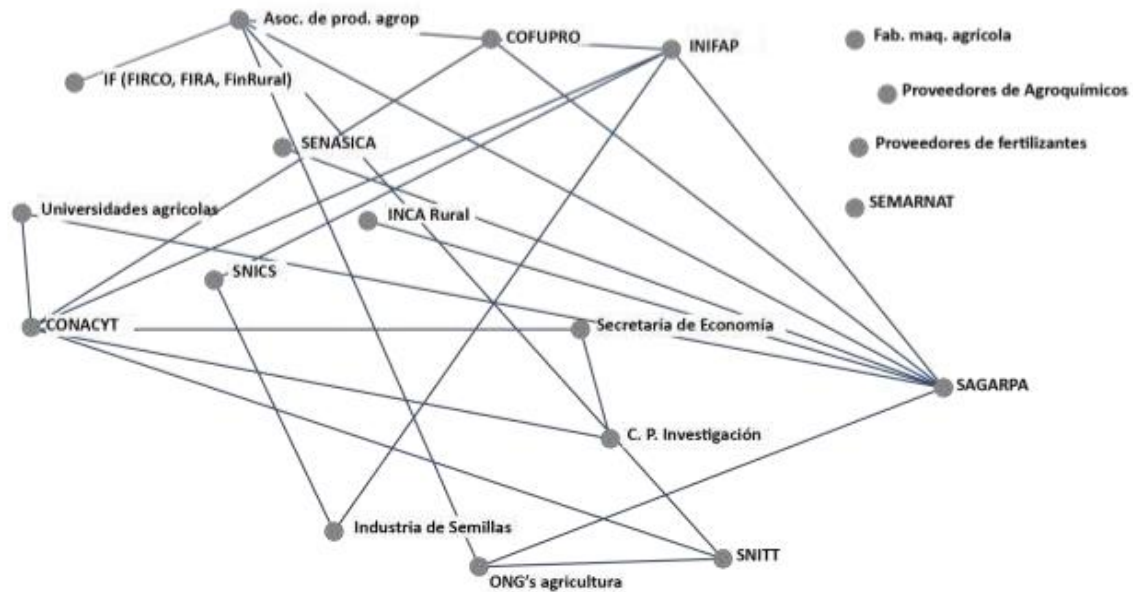 Asoc. de prod. agrop
COFUPRO
INIFAP
Fab. maq. agrícola
IF (FIRCO, FIRA, FinRural)
Proveedores de Agroquímicos
SENASICA
Proveedores de fertilizantes
Universidades agrícolas
INCA Rural
SEMARNAT
SNICS
CONACYT
Secretaría de Economía
SAGARPA
C. P. Investigación
Industria de Semillas
SNITT
ONG's agricultura